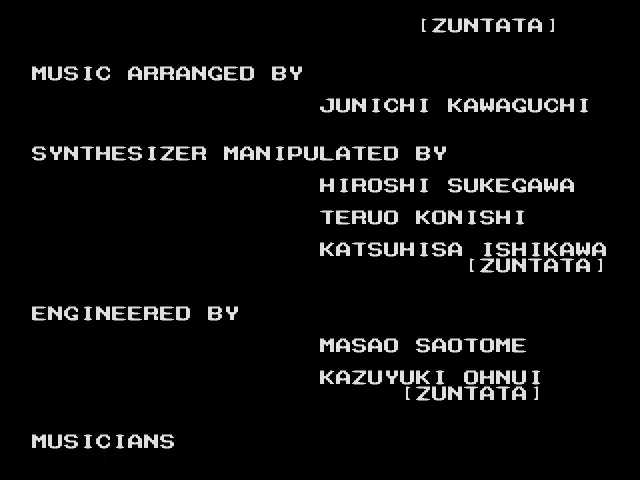 [ZUNTATA]
MUSIC ARRANGED BY
JUNICHI KAWAGUCHI
SYNTHESIZER MANIPULATED BY
HIROSHI SUKEGAWA
TERUO KONISHI
KATSUHISA ISHIKAWA
[ZUNTATA]
ENGINEERED BY
MASAO SAOTOME
KAZUYUKI OHNUI
[ZUNTATA]
MUSICIANS